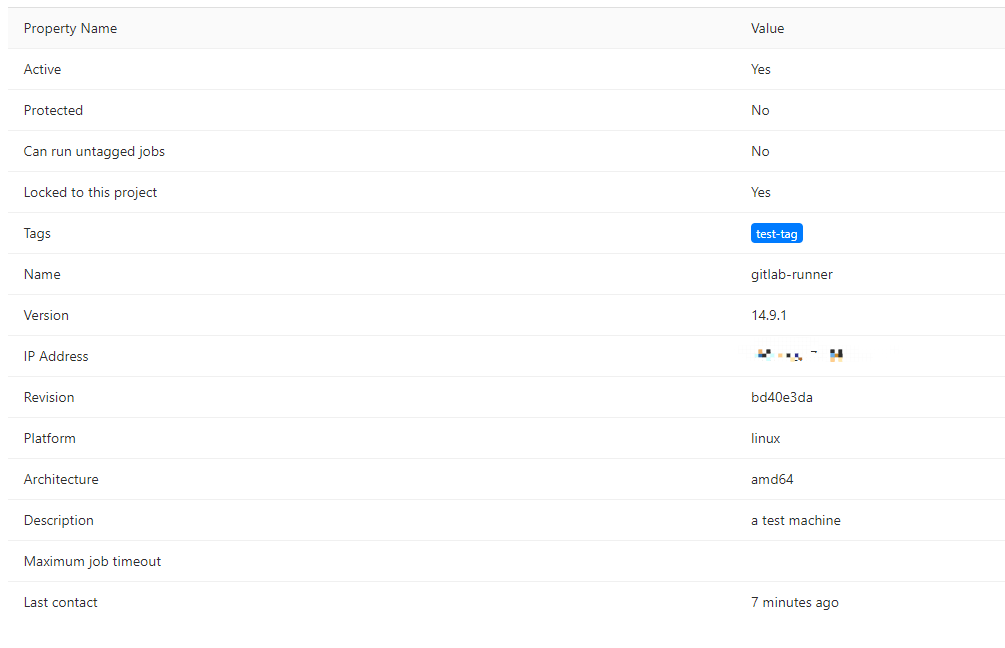 Property Name Value
Active Yes
Protected No
Can run untagged jobs No
Locked to this project Yes
Tags test-tag
Name gitlab-runner
Version 14.9.1
IP Address
Revision bd40e3da
Platform linux
Architecture amd64
Description a test machine
Maximum job timeout
Last contact 7 minutes ago